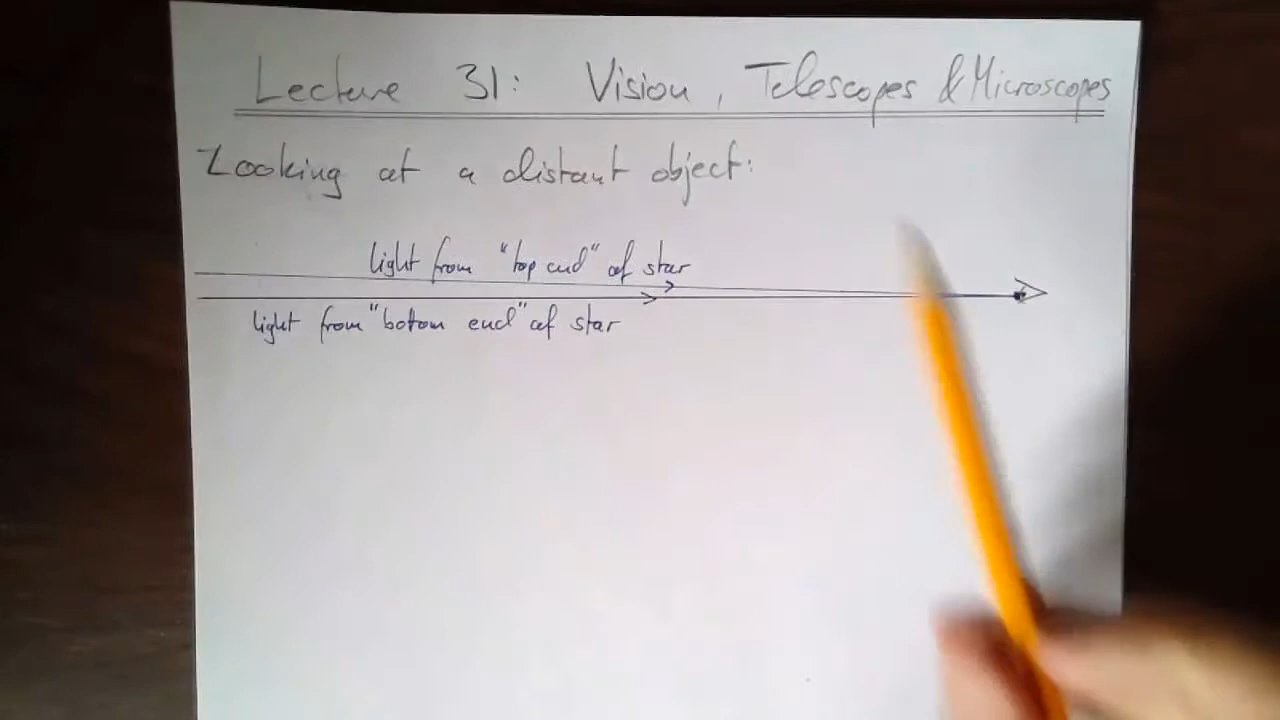 Lecture 31: Vision, Telescopes & Microscopes
Looking at a distant object:
light from "top end" of star
light from "bottom end" of star